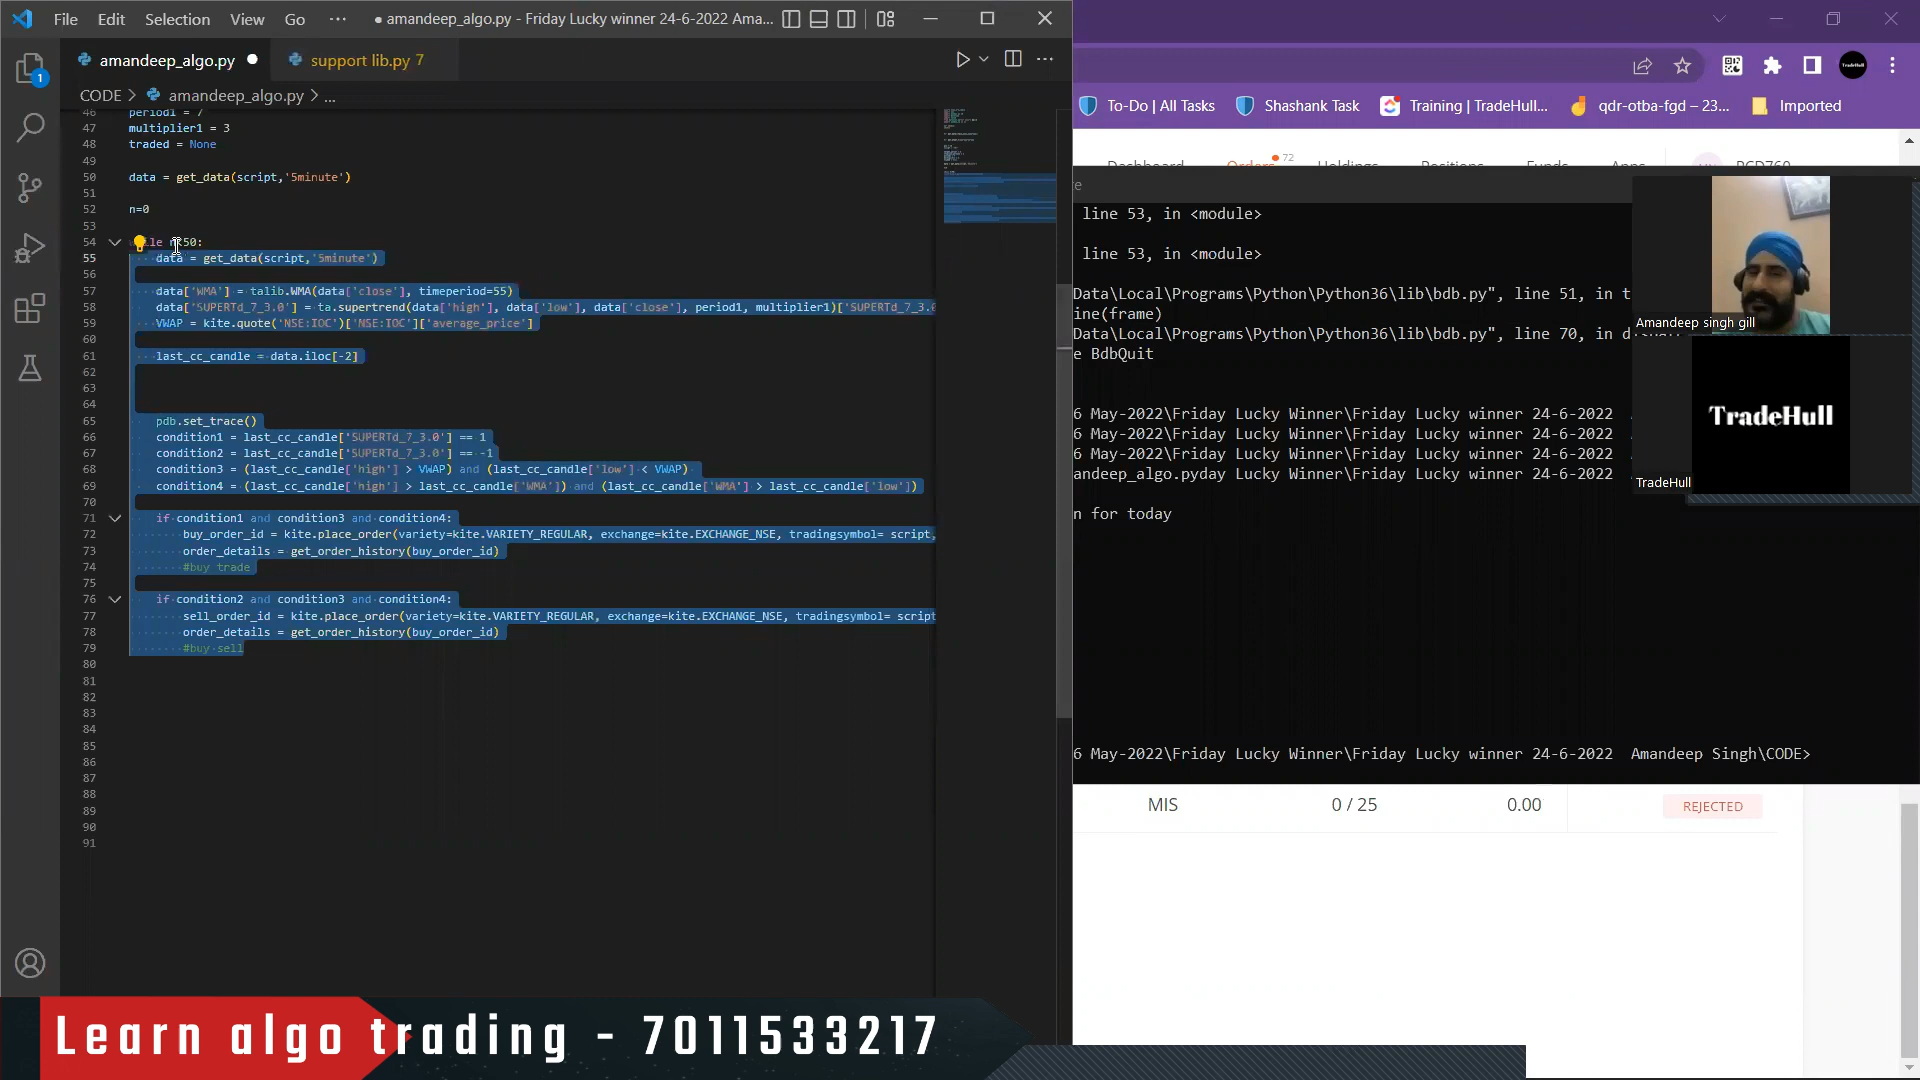 File Edit Selection View Go ··· ● amandeep_algo.py - Friday Lucky winner 24-6-2022 Ama...
amandeep_algo.py ● support lib.py 7
CODE > amandeep_algo.py > ...
46 period1 = 7
47 multiplier1 = 3
48 traded = None
49
50 data = get_data(script,'5minute')
51
52 n=0
53
54 while n<50:
55 data = get_data(script,'5minute')
56
57 data['WMA'] = talib.WMA(data['close'], timeperiod=55)
58 data['SUPERTd_7_3.0'] = ta.supertrend(data['high'], data['low'], data['close'], period1, multiplier1)['SUPERTd_7_3.0
59 VWAP = kite.quote('NSE:IOC')['NSE:IOC']['average_price']
60
61 last_cc_candle = data.iloc[-2]
62
63
64
65 pdb.set_trace()
66 condition1 = last_cc_candle['SUPERTd_7_3.0'] == 1
67 condition2 = last_cc_candle['SUPERTd_7_3.0'] == -1
68 condition3 = (last_cc_candle['high'] > VWAP) and (last_cc_candle['low'] < VWAP)
69 condition4 = (last_cc_candle['high'] > last_cc_candle['WMA']) and (last_cc_candle['WMA'] > last_cc_candle['low'])
70
71 if condition1 and condition3 and condition4:
72 buy_order_id = kite.place_order(variety=kite.VARIETY_REGULAR, exchange=kite.EXCHANGE_NSE, tradingsymbol= script,
73 order_details = get_order_history(buy_order_id)
74 #buy trade
75
76 if condition2 and condition3 and condition4:
77 sell_order_id = kite.place_order(variety=kite.VARIETY_REGULAR, exchange=kite.EXCHANGE_NSE, tradingsymbol= script
78 order_details = get_order_history(buy_order_id)
79 #buy sell
80
81
82
83
84
85
86
87
88
89
90
91
1
TradeHull
To-Do | All Tasks Shashank Task Training | TradeHull... qdr-otba-fgd – 23... Imported
Dashboard Orders 72 Holdings Positions Funds Apps
line 53, in <module>
line 53, in <module>
Data\Local\Programs\Python\Python36\lib\bdb.py", line 51, in t
ine(frame)
Data\Local\Programs\Python\Python36\lib\bdb.py", line 70, in d
e BdbQuit
6 May-2022\Friday Lucky Winner\Friday Lucky winner 24-6-2022
6 May-2022\Friday Lucky Winner\Friday Lucky winner 24-6-2022
6 May-2022\Friday Lucky Winner\Friday Lucky winner 24-6-2022
andeep_algo.pyday Lucky Winner\Friday Lucky winner 24-6-2022
n for today
6 May-2022\Friday Lucky Winner\Friday Lucky winner 24-6-2022 Amandeep Singh\CODE>
Amandeep singh gill
TradeHull
TradeHull
MIS 0 / 25 0.00 REJECTED
Learn algo trading - 7011533217